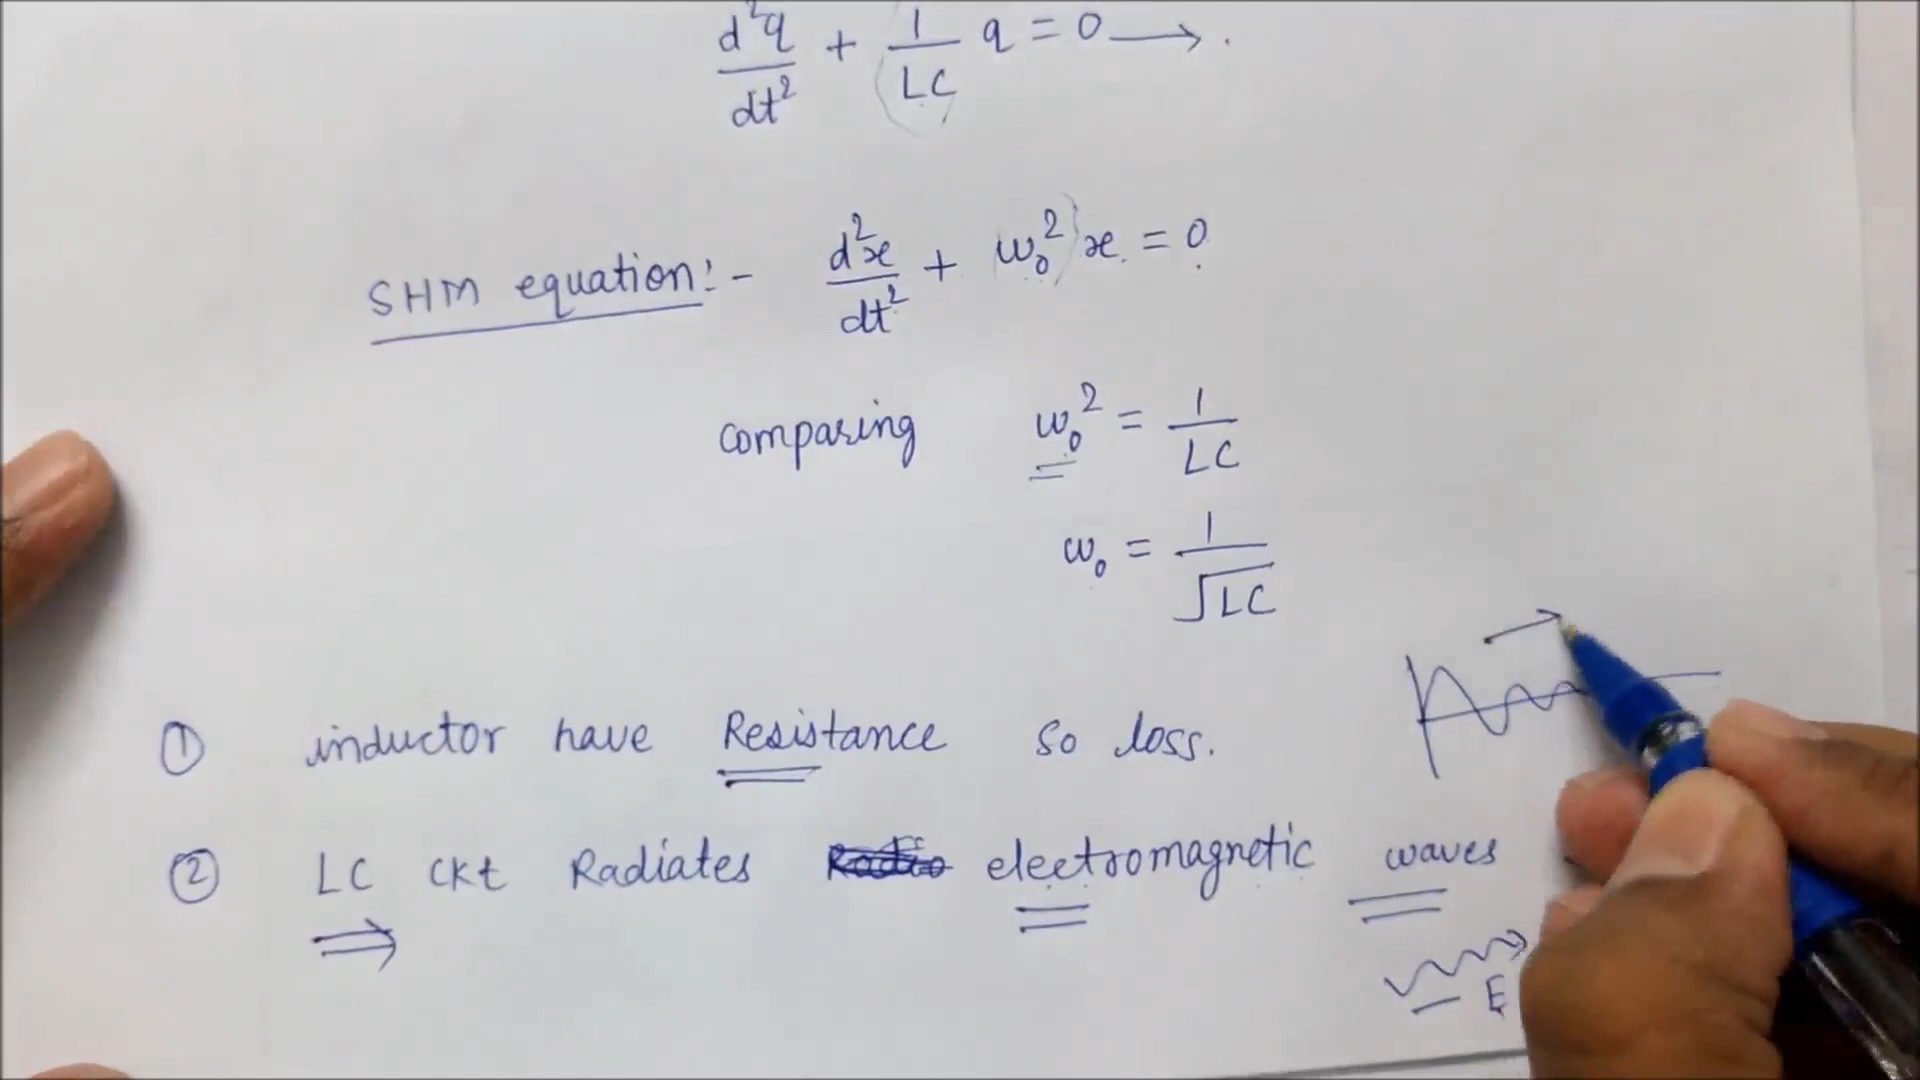 d²q/dt² + 1/LC q = 0 →
SHM equation:- d²x/dt² + ω₀² x = 0
comparing ω₀² = 1/LC
ω₀ = 1/√LC
① inductor have Resistance so loss.
② LC ckt Radiates electromagnetic waves
E